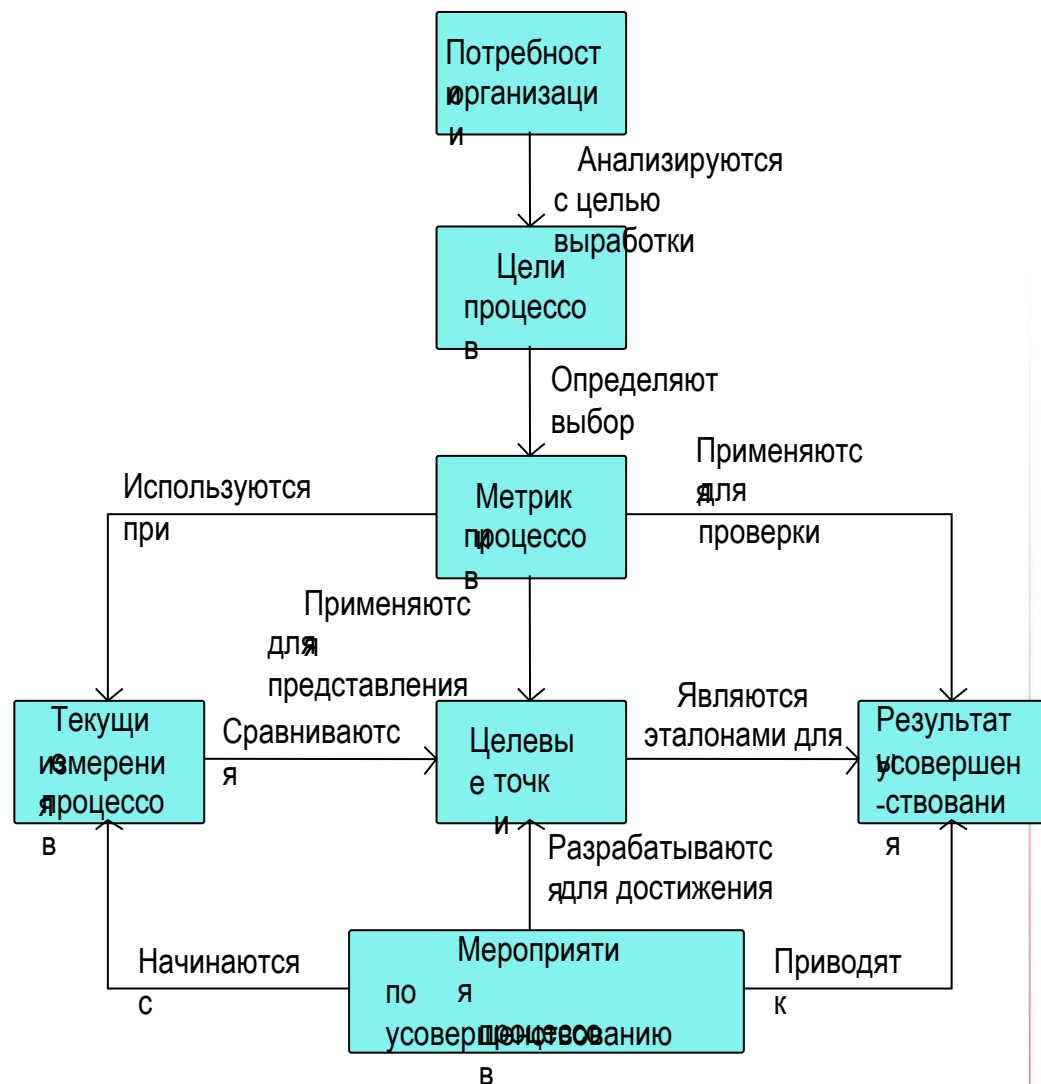 Потребности
организации
Анализируются
с целью
выработки
Цели
процессов
Определяют
выбор
Используются
при
Метрики
процессов
Применяются
для
проверки
Применяются
для
представления
Текущие
измерения
процессов
Сравниваются
Целевые
точки
Являются
эталонами для
Результаты
усовершен
-ствования
Разрабатываются
для достижения
Начинаются
с
Мероприятия
по
усовершенствованию
процессов
Приводят
к